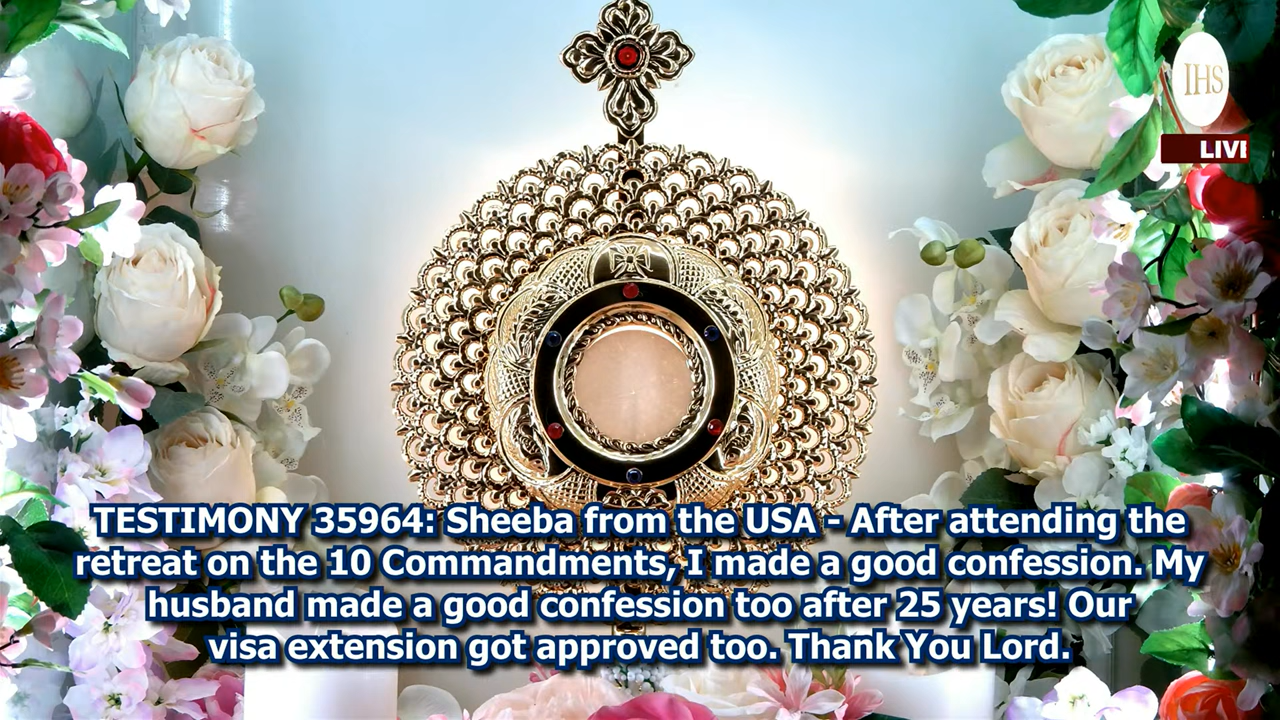 IHS
LIVE
TESTIMONY 35964: Sheeba from the USA - After attending the
retreat on the 10 Commandments, I made a good confession. My
husband made a good confession too after 25 years! Our
visa extension got approved too. Thank You Lord.